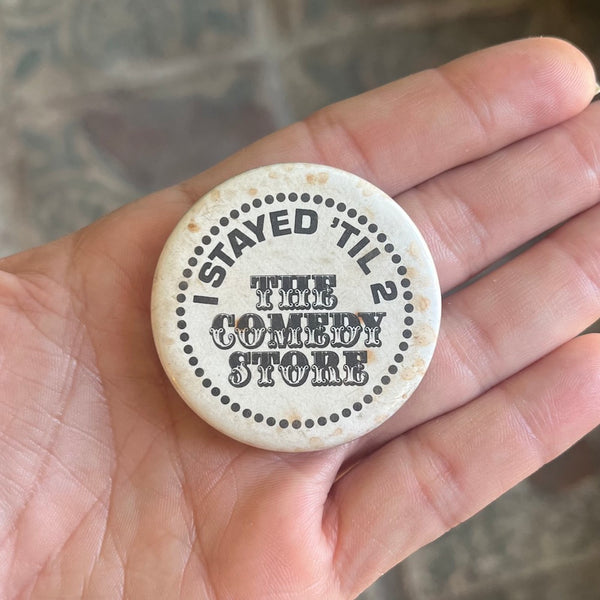 I STAYED 'TIL 2
THE
COMEDY
STORE